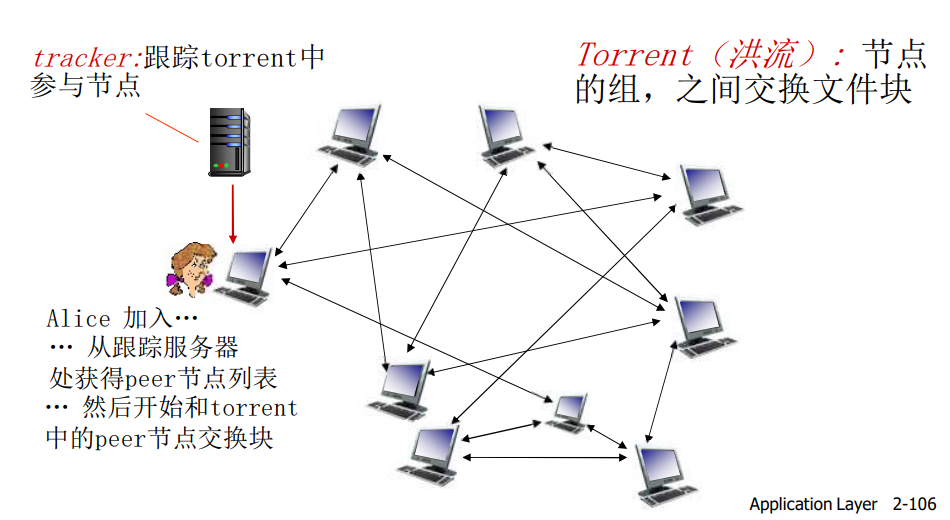 tracker:跟踪torrent中
参与节点
Torrent（洪流）: 节点
的组，之间交换文件块
Alice 加入…
… 从跟踪服务器
处获得peer节点列表
… 然后开始和torrent
中的peer节点交换块
Application Layer 2-106